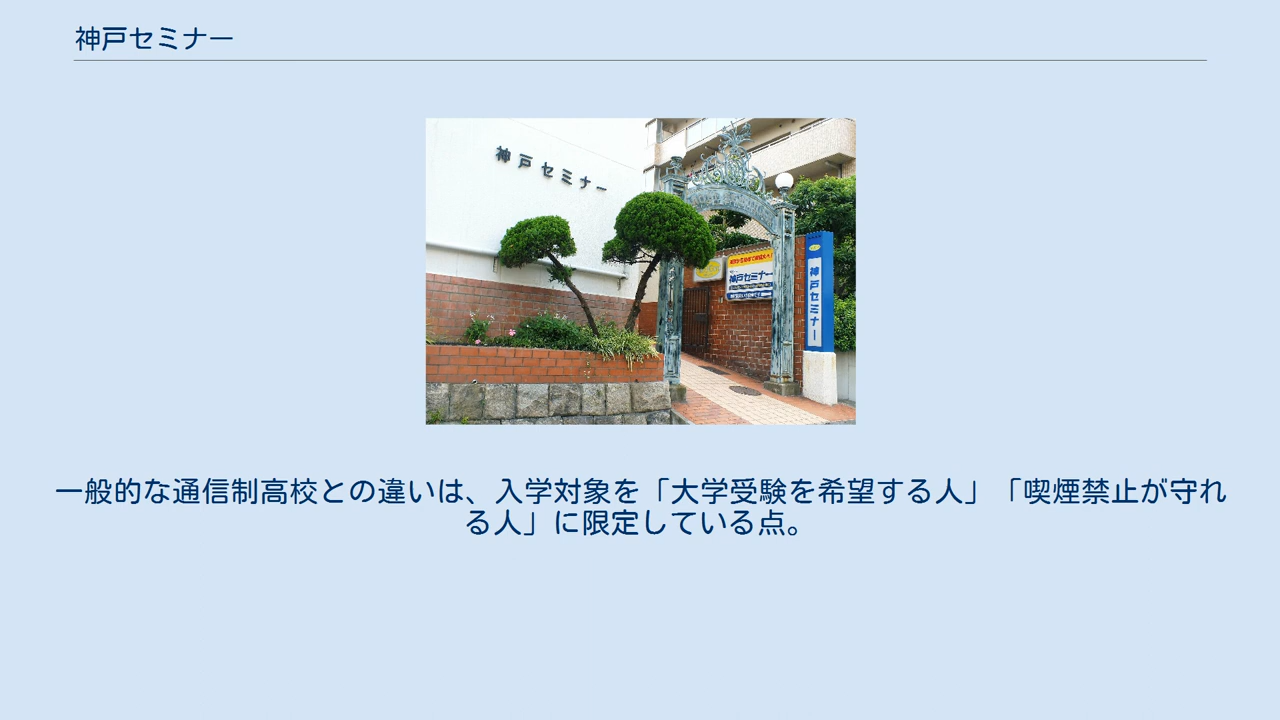 神戸セミナー
神戸セミナー
神戸セミナー
神戸セミナー
一般的な通信制高校との違いは、入学対象を「大学受験を希望する人」「喫煙禁止が守れ
る人」に限定している点。